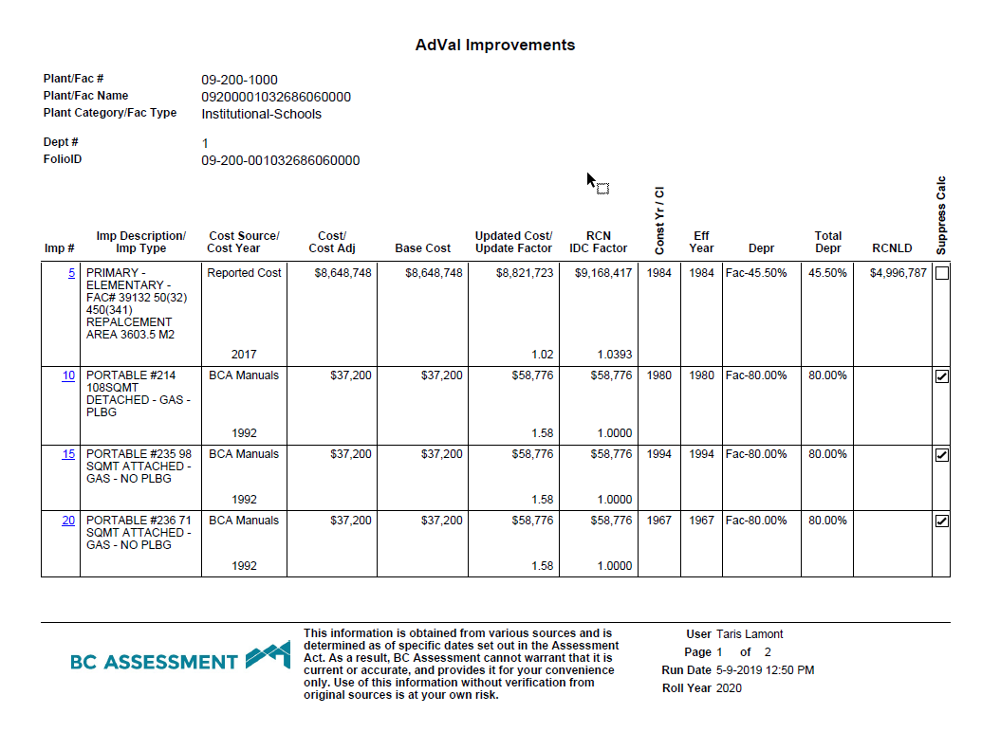 AdVal Improvements
Plant/Fac # 09-200-1000
Plant/Fac Name 09200001032686060000
Plant Category/Fac Type Institutional-Schools
Dept # 1
FolioID 09-200-001032686060000
Imp # Imp Description/ Imp Type Cost Source/ Cost Year Cost/ Cost Adj Base Cost Updated Cost/ Update Factor RCN IDC Factor Const Yr / Cl Eff Year Depr Total Depr RCNLD Suppress Calc
5 PRIMARY - Reported Cost $8,648,748 $8,648,748 $8,821,723 $9,168,417 1984 1984 Fac-45.50% 45.50% $4,996,787
ELEMENTARY -
FAC# 39132 50(32)
450(341)
REPALCEMENT
AREA 3603.5 M2
2017 1.02 1.0393
10 PORTABLE #214 BCA Manuals $37,200 $37,200 $58,776 $58,776 1980 1980 Fac-80.00% 80.00%
108SQMT
DETACHED - GAS -
PLBG
1992 1.58 1.0000
15 PORTABLE #235 98 BCA Manuals $37,200 $37,200 $58,776 $58,776 1994 1994 Fac-80.00% 80.00%
SQMT ATTACHED -
GAS - NO PLBG
1992 1.58 1.0000
20 PORTABLE #236 71 BCA Manuals $37,200 $37,200 $58,776 $58,776 1967 1967 Fac-80.00% 80.00%
SQMT ATTACHED -
GAS - NO PLBG
1992 1.58 1.0000
BC ASSESSMENT
This information is obtained from various sources and is
determined as of specific dates set out in the Assessment
Act. As a result, BC Assessment cannot warrant that it is
current or accurate, and provides it for your convenience
only. Use of this information without verification from
original sources is at your own risk.
User Taris Lamont
Page 1 of 2
Run Date 5-9-2019 12:50 PM
Roll Year 2020